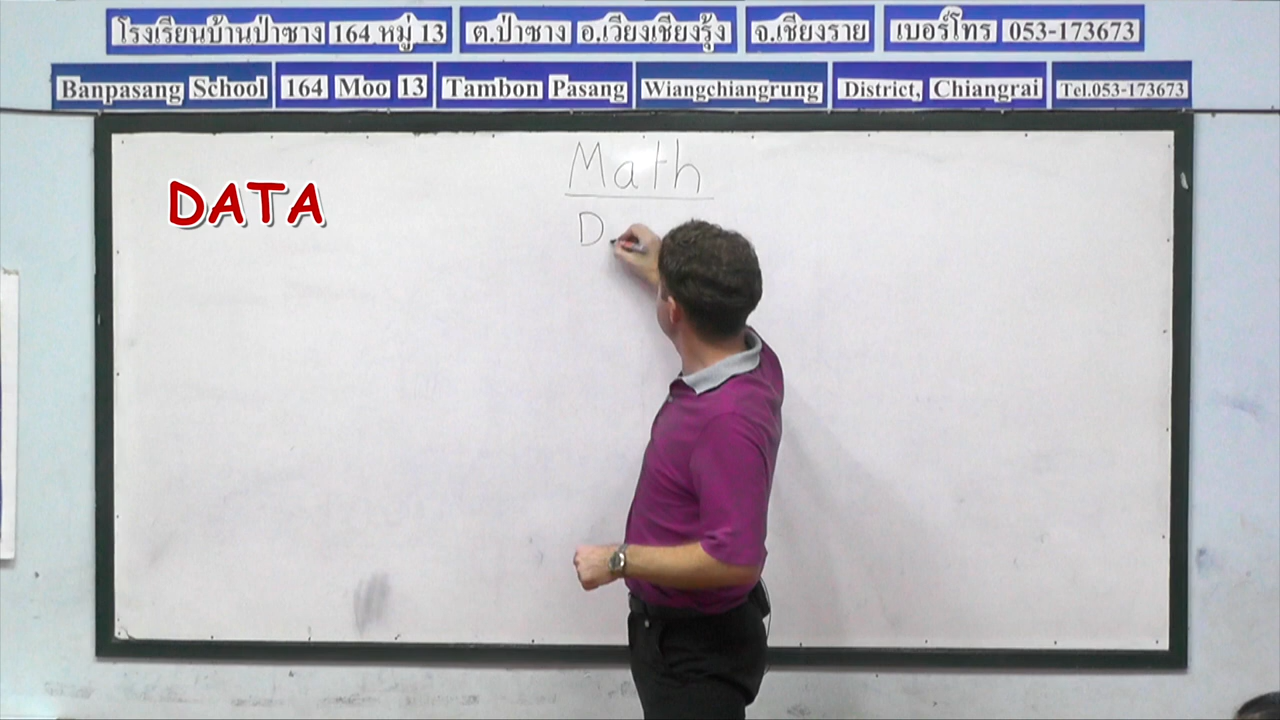 โรงเรียนบ้านป่าซาง 164 หมู่ 13 ต.ป่าซาง อ.เวียงเชียงรุ้ง จ.เชียงราย เบอร์โทร 053-173673
Banpasang School 164 Moo 13 Tambon Pasang Wiangchiangrung District, Chiangrai Tel.053-173673
Math
DATA
D